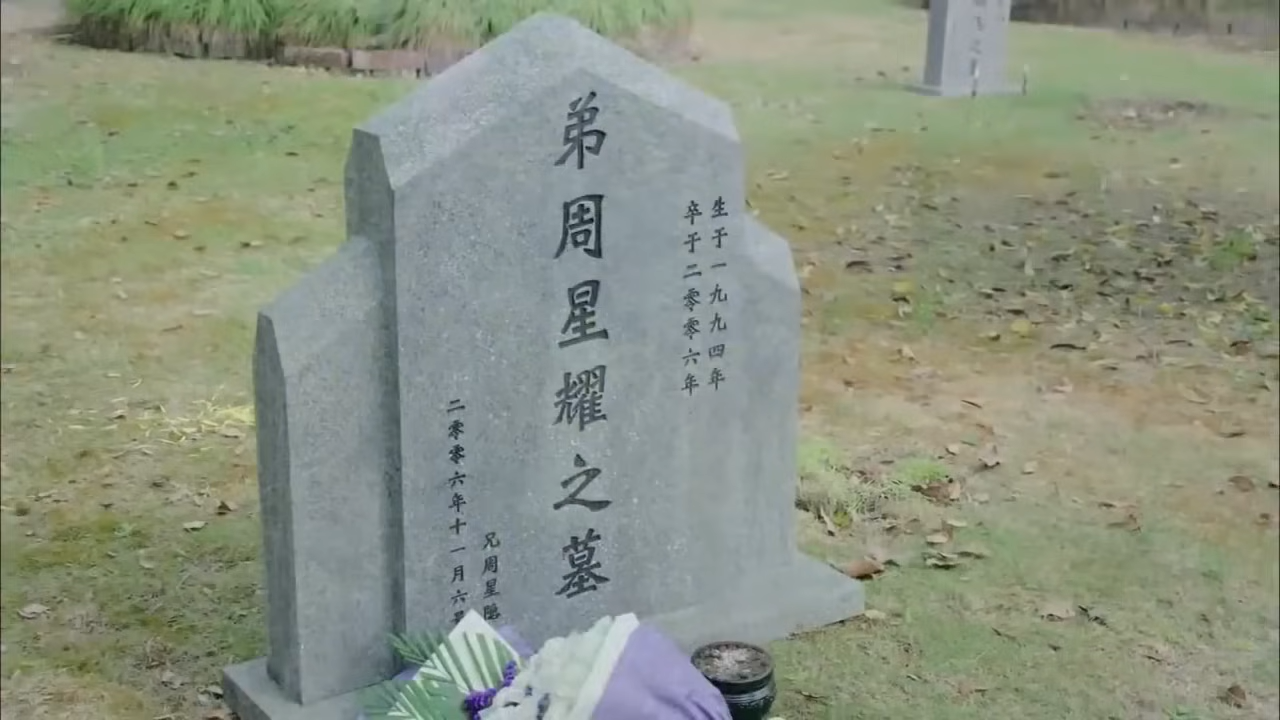 生于一九九四年
卒于二零零六年
弟周星耀之墓
兄周星隐
二零零六年十一月六